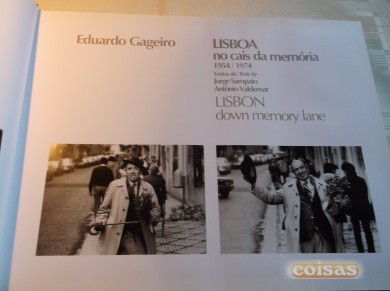 Eduardo Gageiro
LISBOA
no cais da memória
1954 / 1974
Textos de/ Texts by
Jorge Sampaio
António Valdemar
LISBON
down memory lane
coisas